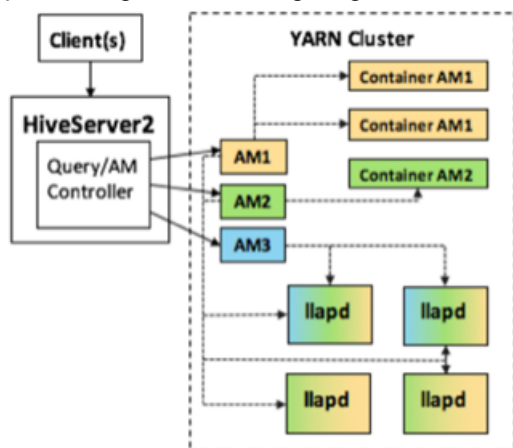 Client(s)
YARN Cluster
HiveServer2
Query/AM
Controller
AM1
AM2
AM3
Container AM1
Container AM1
Container AM2
llapd
llapd
llapd
llapd